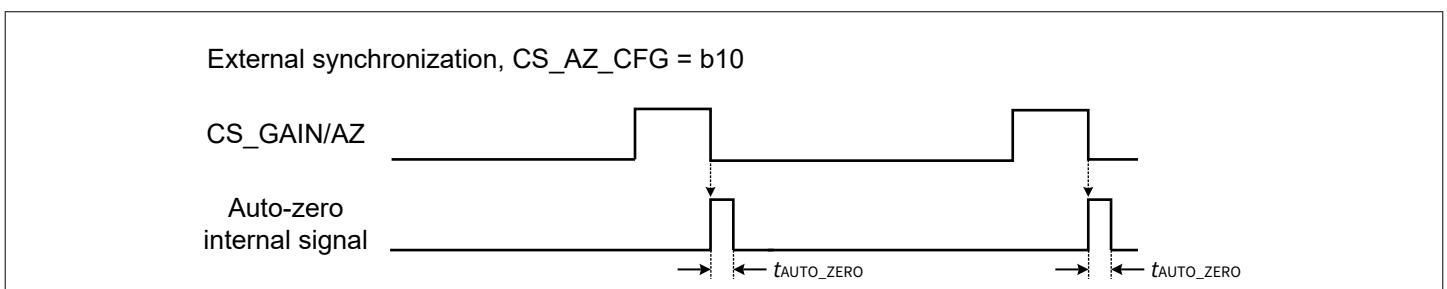 External synchronization, CS_AZ_CFG = b10
CS_GAIN/AZ
Auto-zero
internal signal
tAUTO_ZERO
tAUTO_ZERO